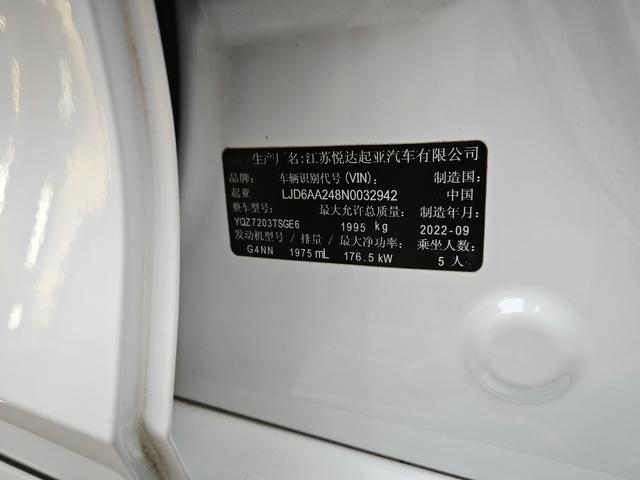 生产厂名:江苏悦达起亚汽车有限公司
品牌: 车辆识别代号(VIN): 制造国:
起亚 LJD6AA248N0032942 中国
整车型号: 最大允许总质量: 制造年月:
YQZ7203TSGE6 1995 kg 2022-09
发动机型号 / 排量 / 最大净功率: 乘坐人数:
G4NN 1975 mL 176.5 kW 5 人